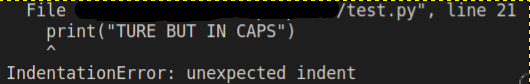 File /test.py", line 21
print("TURE BUT IN CAPS")
^
IndentationError: unexpected indent